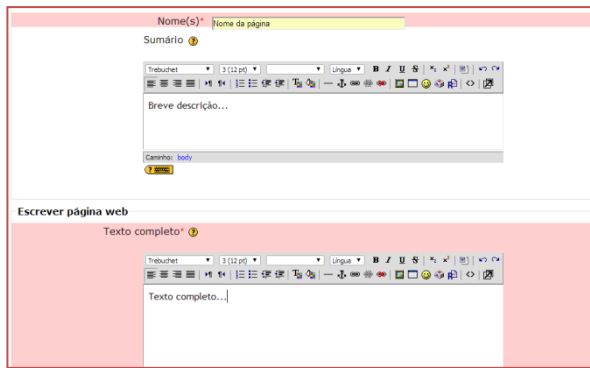 Nome(s)* Nome da página
Sumário ?
Trebuchet 3 (12 pt) Língua B I U S
Breve descrição...
Caminho: body
?
Escrever página web
Texto completo* ?
Trebuchet 3 (12 pt) Língua B I U S
Texto completo...